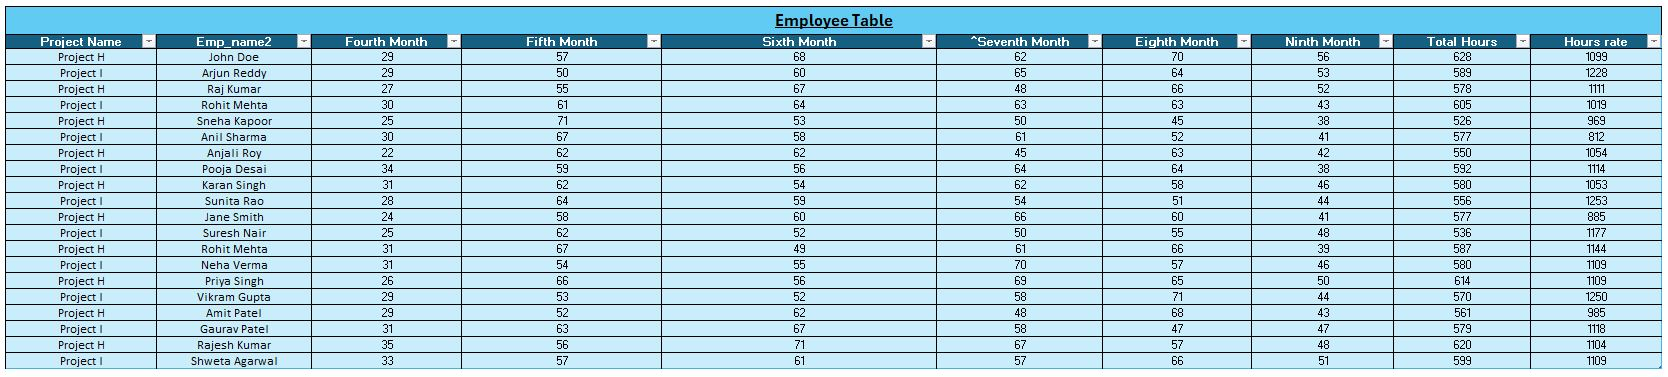 Employee Table
Project Name Emp_name2 Fourth Month Fifth Month Sixth Month ^Seventh Month Eighth Month Ninth Month Total Hours Hours rate
Project H John Doe 29 57 68 62 70 56 628 1099
Project I Arjun Reddy 29 50 60 65 64 53 589 1228
Project H Raj Kumar 27 55 67 48 66 52 578 1111
Project I Rohit Mehta 30 61 64 63 63 43 605 1019
Project H Sneha Kapoor 25 71 53 50 45 38 526 969
Project I Anil Sharma 30 67 58 61 52 41 577 812
Project H Anjali Roy 22 62 62 45 63 42 550 1054
Project I Pooja Desai 34 59 56 64 64 38 592 1114
Project H Karan Singh 31 62 54 62 58 46 580 1053
Project I Sunita Rao 28 64 59 54 51 44 556 1253
Project H Jane Smith 24 58 60 66 60 41 577 885
Project I Suresh Nair 25 62 52 50 55 48 536 1177
Project H Rohit Mehta 31 67 49 61 66 39 587 1144
Project I Neha Verma 31 54 55 70 57 46 580 1109
Project H Priya Singh 26 66 56 69 65 50 614 1109
Project I Vikram Gupta 29 53 52 58 71 44 570 1250
Project H Amit Patel 29 52 62 48 68 43 561 985
Project I Gaurav Patel 31 63 67 58 47 47 579 1118
Project H Rajesh Kumar 35 56 71 67 57 48 620 1104
Project I Shweta Agarwal 33 57 61 57 66 51 599 1109